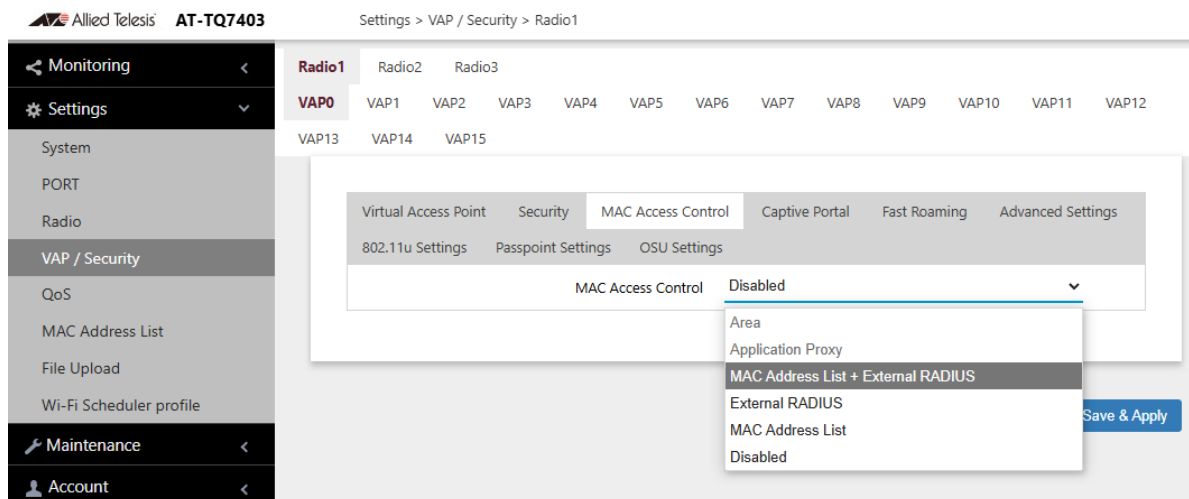 Allied Telesis AT-TQ7403 Settings > VAP / Security > Radio1
Monitoring
Settings
System
PORT
Radio
VAP / Security
QoS
MAC Address List
File Upload
Wi-Fi Scheduler profile
Maintenance
Account
Radio1 Radio2 Radio3
VAP0 VAP1 VAP2 VAP3 VAP4 VAP5 VAP6 VAP7 VAP8 VAP9 VAP10 VAP11 VAP12
VAP13 VAP14 VAP15
Virtual Access Point Security MAC Access Control Captive Portal Fast Roaming Advanced Settings
802.11u Settings Passpoint Settings OSU Settings
MAC Access Control Disabled
Area
Application Proxy
MAC Address List + External RADIUS
External RADIUS
MAC Address List
Disabled
Save & Apply